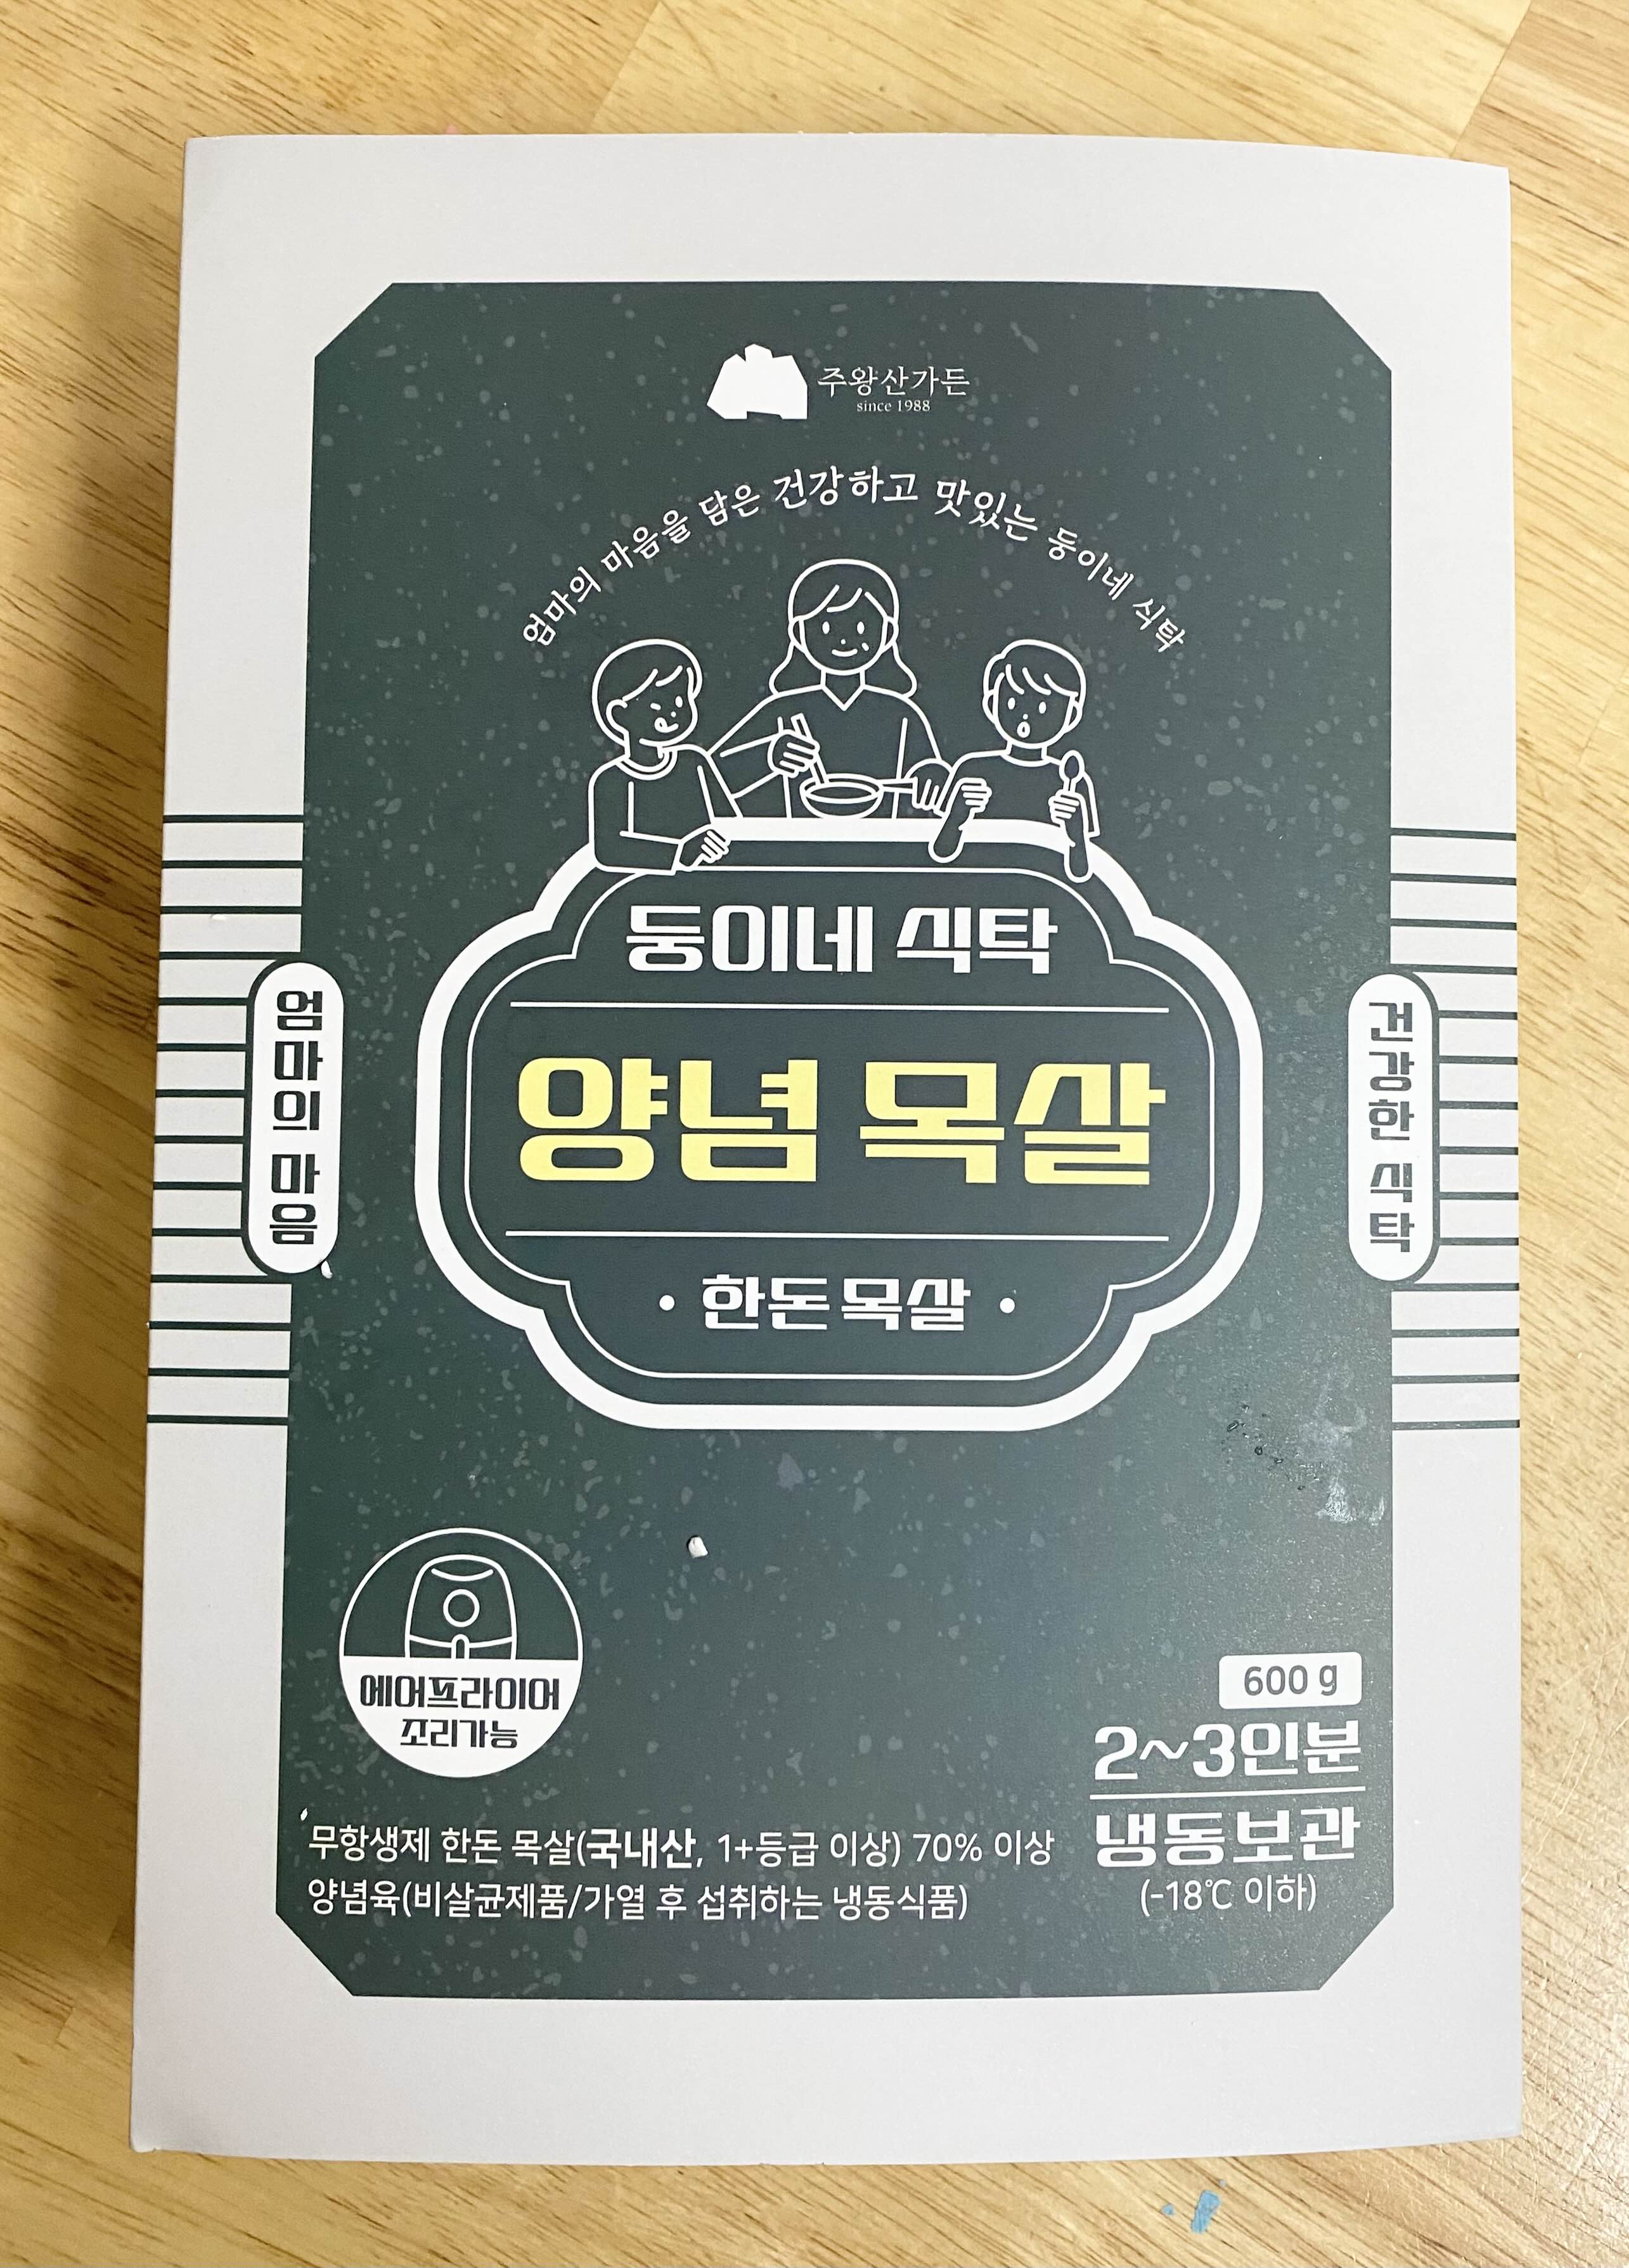 주왕산가든
since 1988
엄마의 마음을 담은 건강하고 맛있는 둥이네 식탁
둥이네 식탁
양념 목살
• 한돈목살 •
엄마의 마음
건강한 식탁
에어프라이어
조리가능
600 g
2~3인분
냉동보관
(-18℃ 이하)
무항생제 한돈 목살(국내산, 1+등급 이상) 70% 이상
양념육(비살균제품/가열 후 섭취하는 냉동식품)